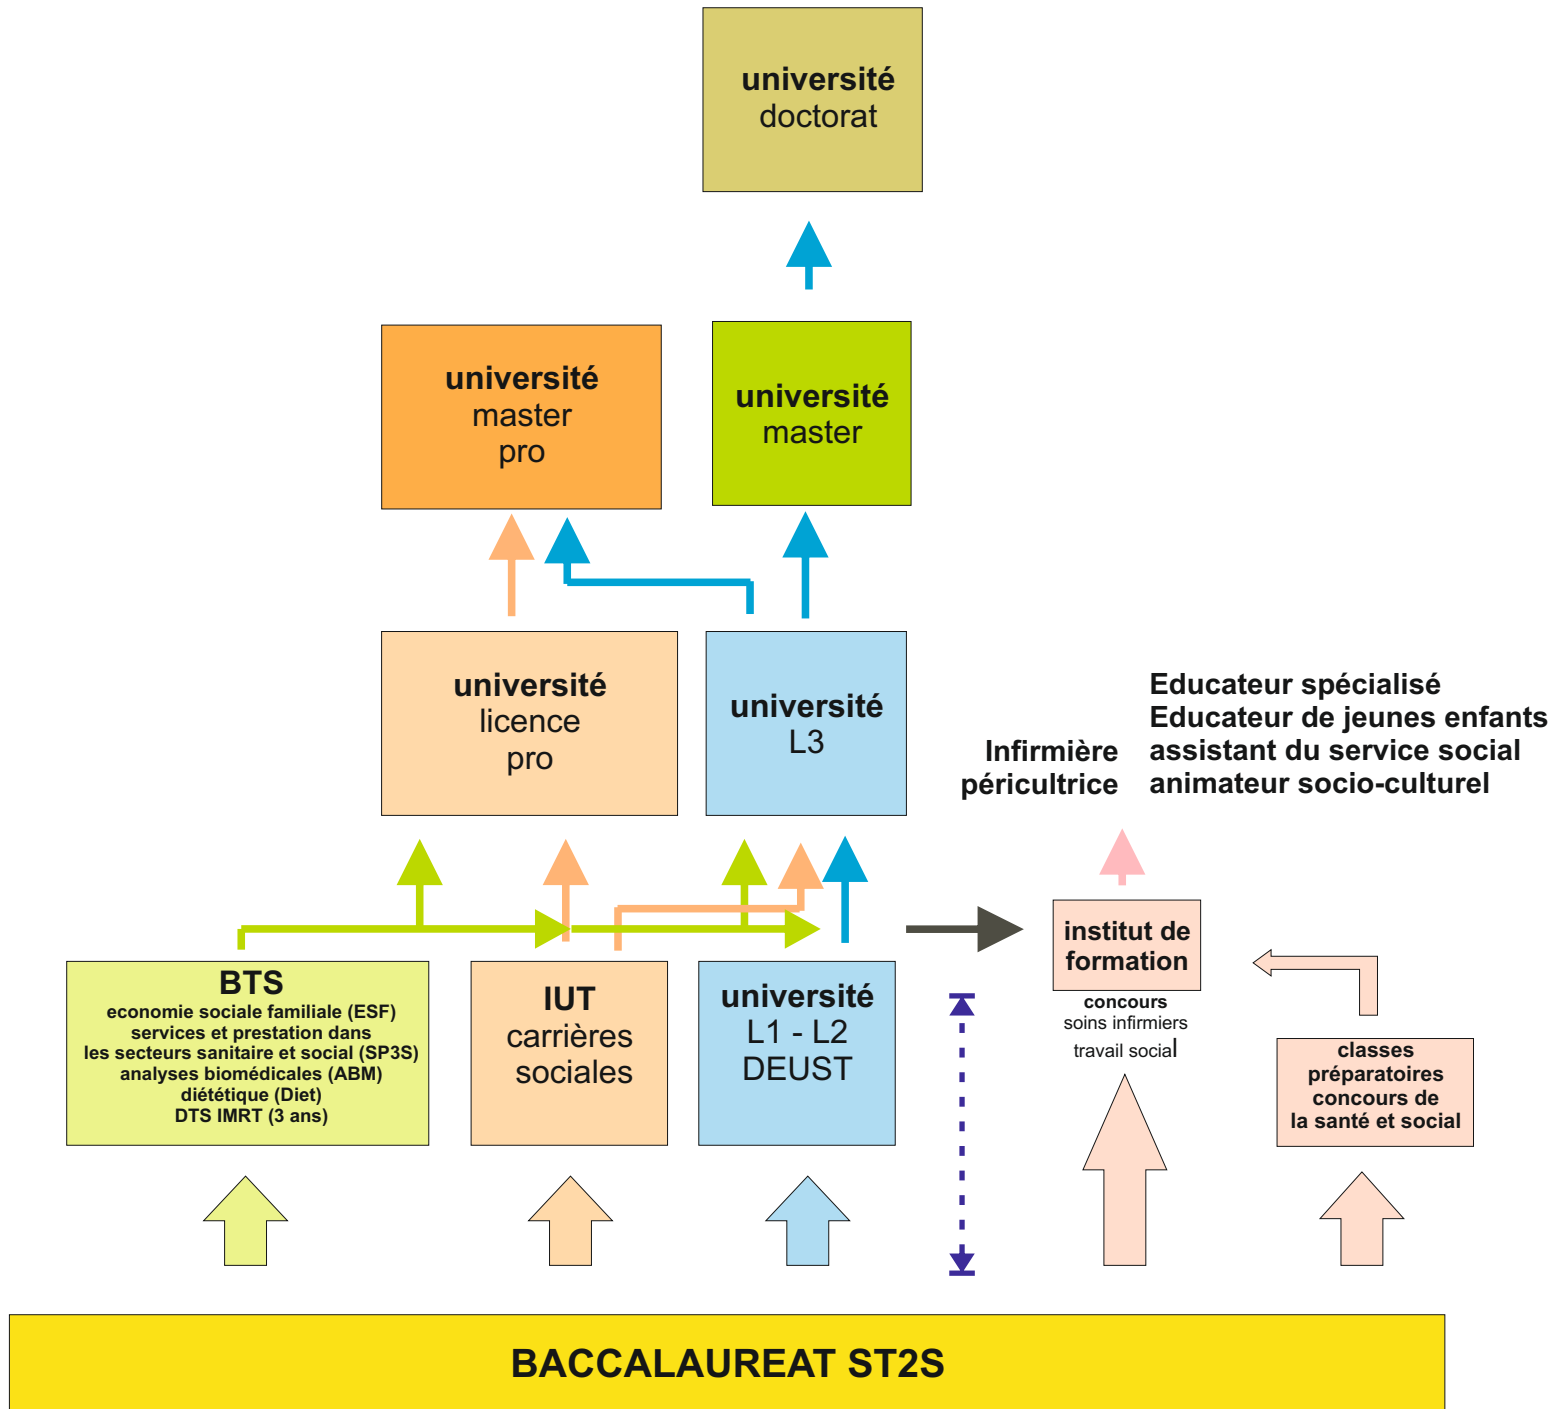 université
doctorat
université
master
pro
université
master
université
licence
pro
université
L3
Infirmière
péricultrice
Educateur spécialisé
Educateur de jeunes enfants
assistant du service social
animateur socio-culturel
BTS
economie sociale familiale (ESF)
services et prestation dans
les secteurs sanitaire et social (SP3S)
analyses biomédicales (ABM)
diététique (Diet)
DTS IMRT (3 ans)
IUT
carrières
sociales
université
L1 - L2
DEUST
institut de
formation
concours
soins infirmiers
travail social
classes
préparatoires
concours de
la santé et social
BACCALAUREAT ST2S